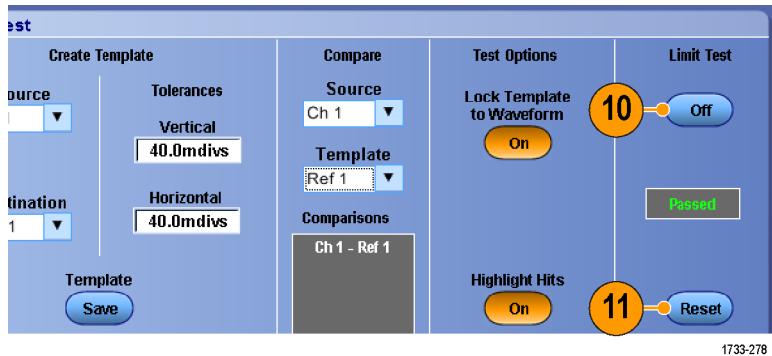 est
Create Template
ource
Tolerances
Vertical
40.0mdivs
tination
1
Horizontal
40.0mdivs
Template
Save
Compare
Source
Ch 1
Template
Ref 1
Comparisons
Ch 1 - Ref 1
Test Options
Lock Template
to Waveform
On
Highlight Hits
On
Limit Test
10
Off
Passed
11
Reset
1733-278